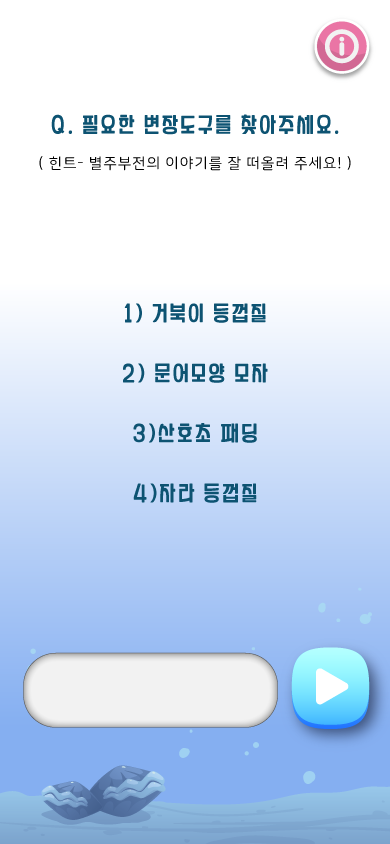 Q. 필요한 변장도구를 찾아주세요.
( 힌트- 별주부전의 이야기를 잘 떠올려 주세요! )
1) 거북이 등껍질
2) 문어모양 모자
3)산호초 패딩
4)자라 등껍질